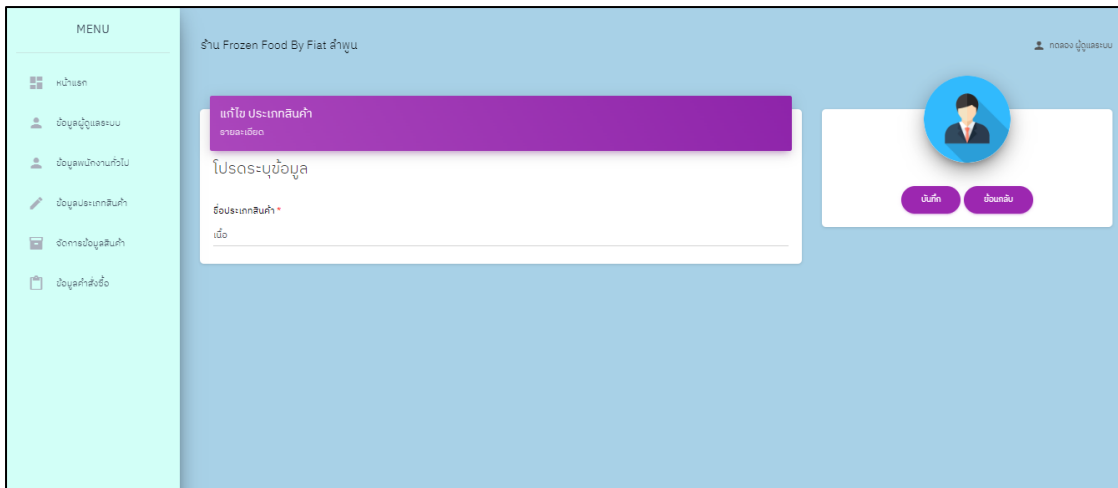 MENU
หน้าแรก
ข้อมูลผู้ดูแลระบบ
ข้อมูลพนักงานทั่วไป
ข้อมูลประเภทสินค้า
จัดการข้อมูลสินค้า
ข้อมูลคำสั่งซื้อ
ร้าน Frozen Food By Fiat ลำพูน
ทดลอง ผู้ดูแลระบบ
แก้ไข ประเภทสินค้า
รายละเอียด
โปรดระบุข้อมูล
ชื่อประเภทสินค้า *
เนื้อ
บันทึก
ย้อนกลับ